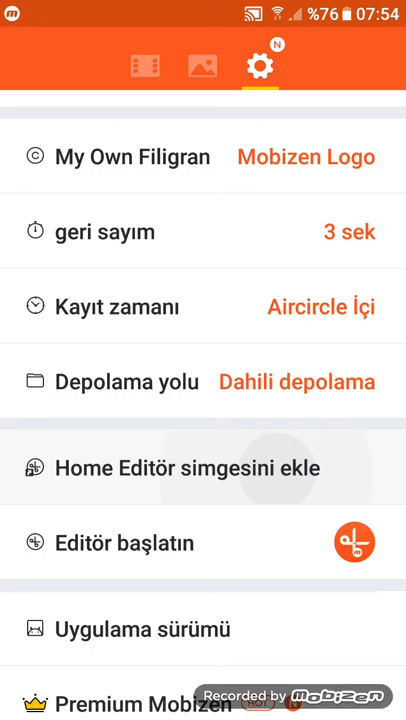 %76 07:54
N
My Own Filigran Mobizen Logo
geri sayım 3 sek
Kayıt zamanı Aircircle İçi
Depolama yolu Dahili depolama
Home Editör simgesini ekle
Editör başlatın
Uygulama sürümü
Premium Mobizen HOT
Recorded by mobizen